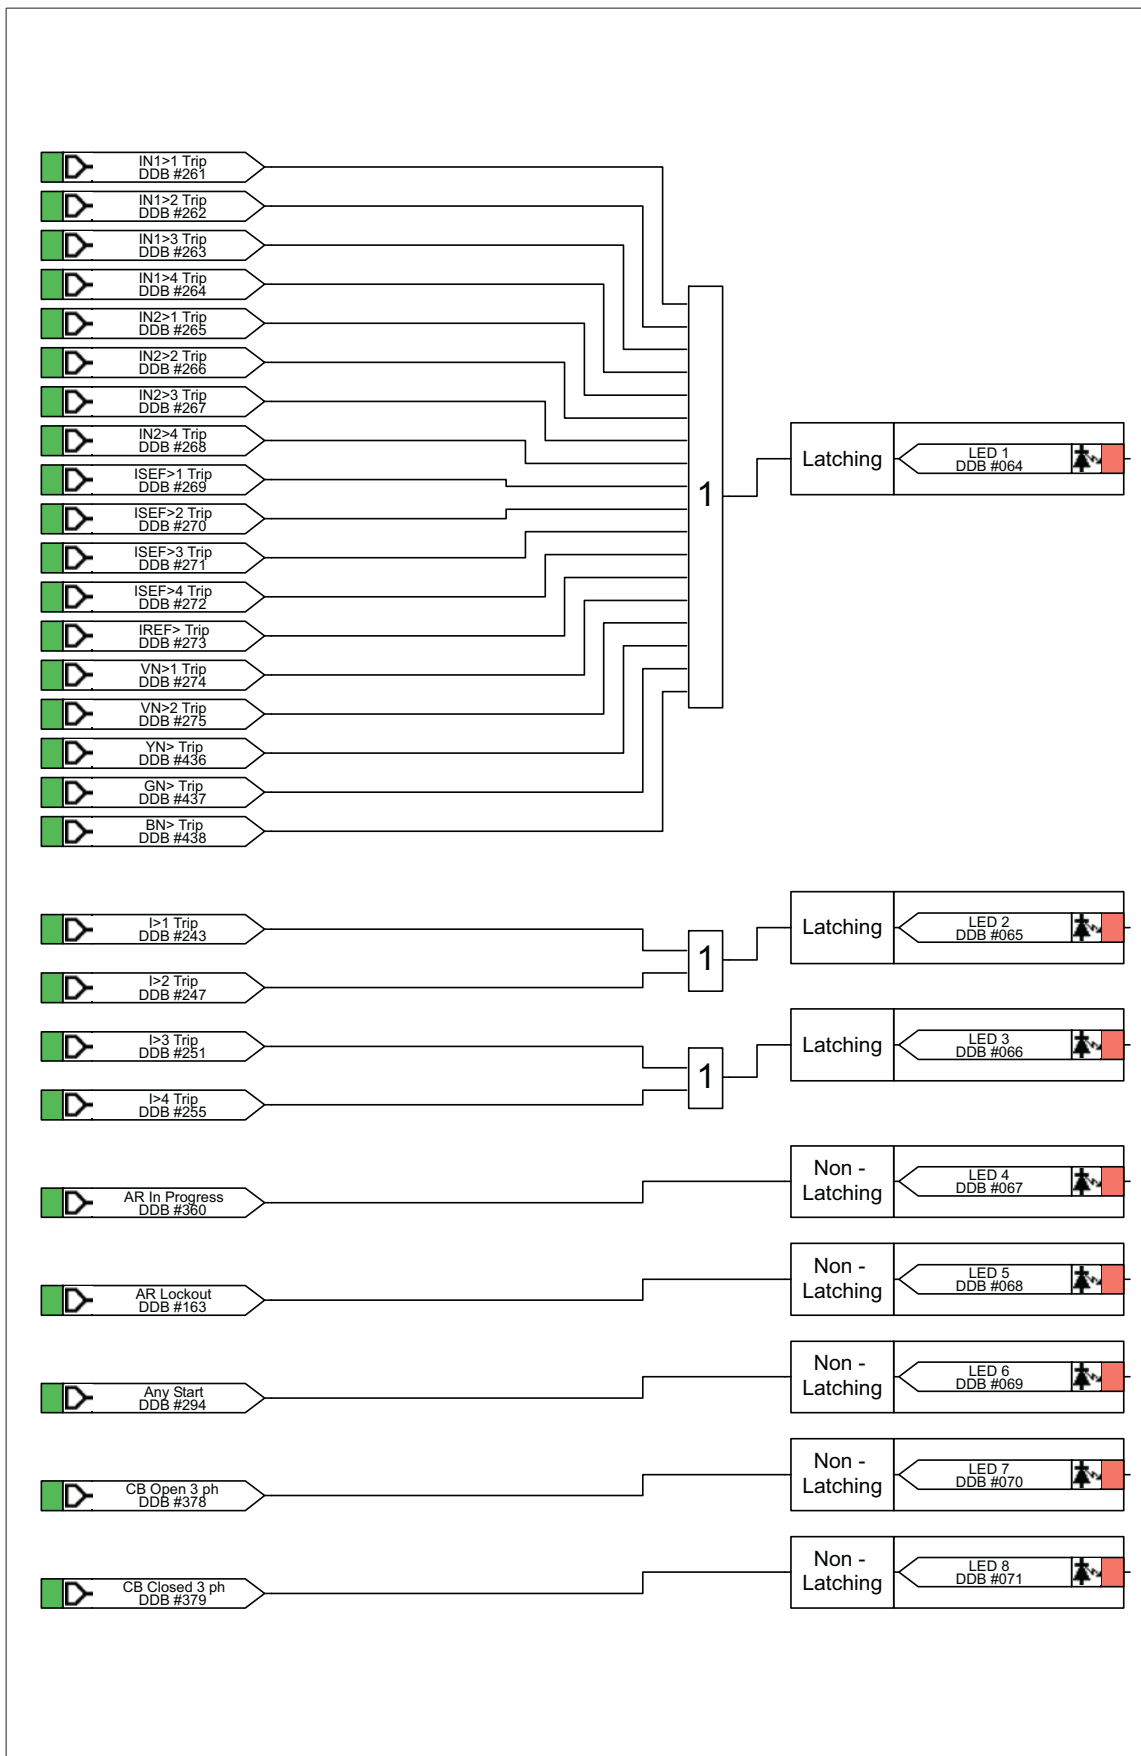 IN1>1 Trip
DDB #261
IN1>2 Trip
DDB #262
IN1>3 Trip
DDB #263
IN1>4 Trip
DDB #264
IN2>1 Trip
DDB #265
IN2>2 Trip
DDB #266
IN2>3 Trip
DDB #267
IN2>4 Trip
DDB #268
ISEF>1 Trip
DDB #269
ISEF>2 Trip
DDB #270
ISEF>3 Trip
DDB #271
ISEF>4 Trip
DDB #272
IREF> Trip
DDB #273
VN>1 Trip
DDB #274
VN>2 Trip
DDB #275
YN> Trip
DDB #436
GN> Trip
DDB #437
BN> Trip
DDB #438
1
Latching
LED 1
DDB #064
I>1 Trip
DDB #243
I>2 Trip
DDB #247
1
Latching
LED 2
DDB #065
I>3 Trip
DDB #251
I>4 Trip
DDB #255
1
Latching
LED 3
DDB #066
AR In Progress
DDB #360
Non -
Latching
LED 4
DDB #067
AR Lockout
DDB #163
Non -
Latching
LED 5
DDB #068
Any Start
DDB #294
Non -
Latching
LED 6
DDB #069
CB Open 3 ph
DDB #378
Non -
Latching
LED 7
DDB #070
CB Closed 3 ph
DDB #379
Non -
Latching
LED 8
DDB #071